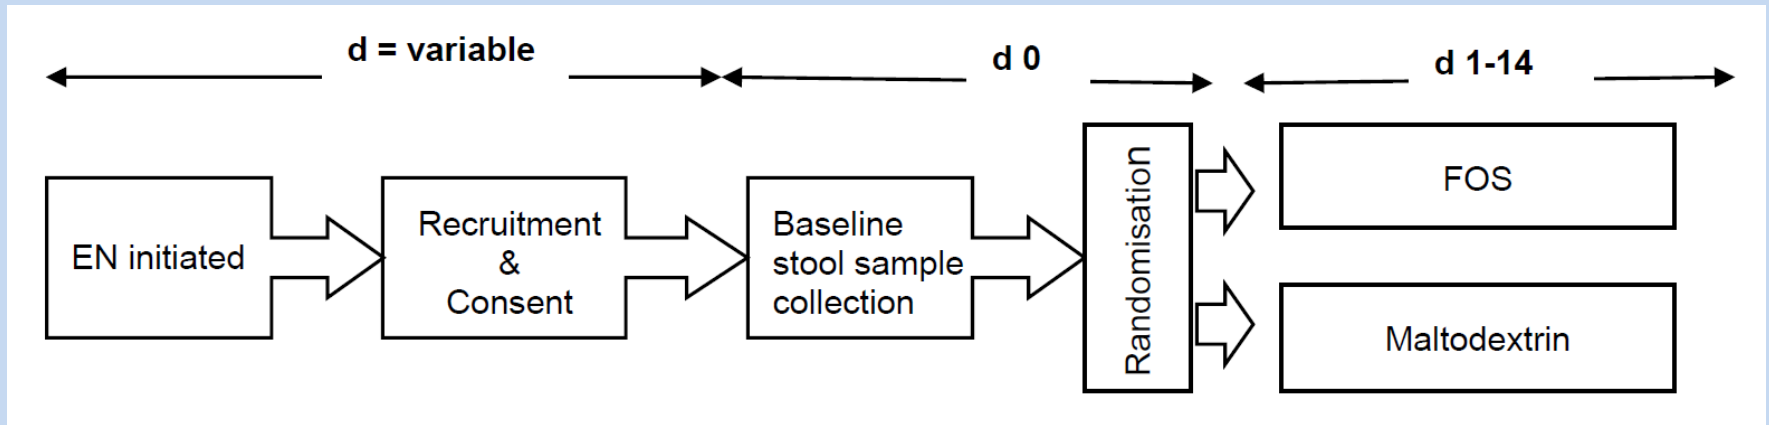 d = variable
d 0
d 1-14
EN initiated
Recruitment
&
Consent
Baseline
stool sample
collection
Randomisation
FOS
Maltodextrin